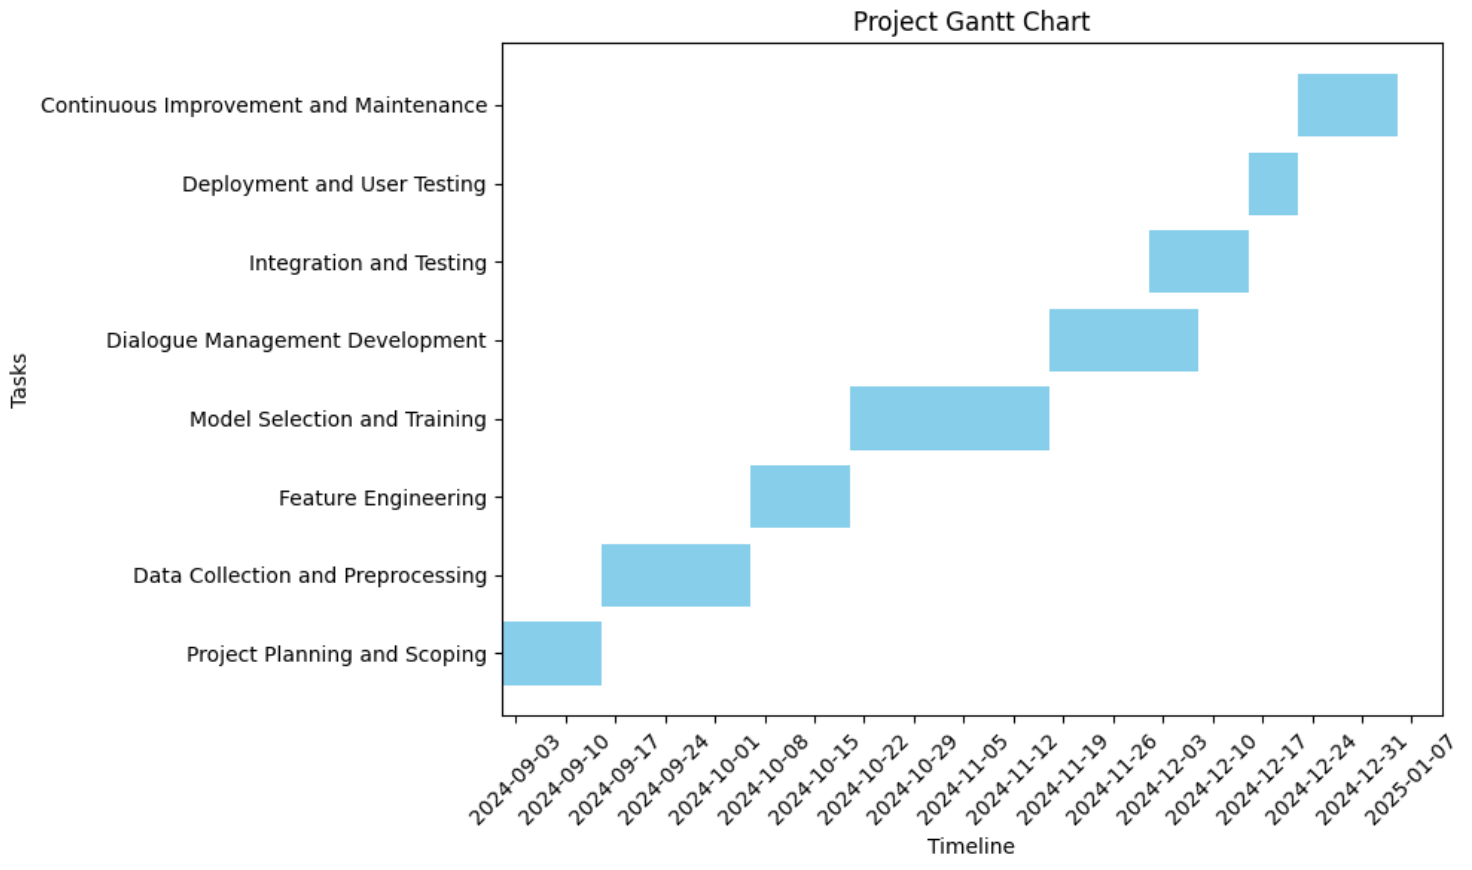 Project Gantt Chart
Tasks
Continuous Improvement and Maintenance
Deployment and User Testing
Integration and Testing
Dialogue Management Development
Model Selection and Training
Feature Engineering
Data Collection and Preprocessing
Project Planning and Scoping
2024-09-03
2024-09-10
2024-09-17
2024-09-24
2024-10-01
2024-10-08
2024-10-15
2024-10-22
2024-10-29
2024-11-05
2024-11-12
2024-11-19
2024-11-26
2024-12-03
2024-12-10
2024-12-17
2024-12-24
2024-12-31
2025-01-07
Timeline